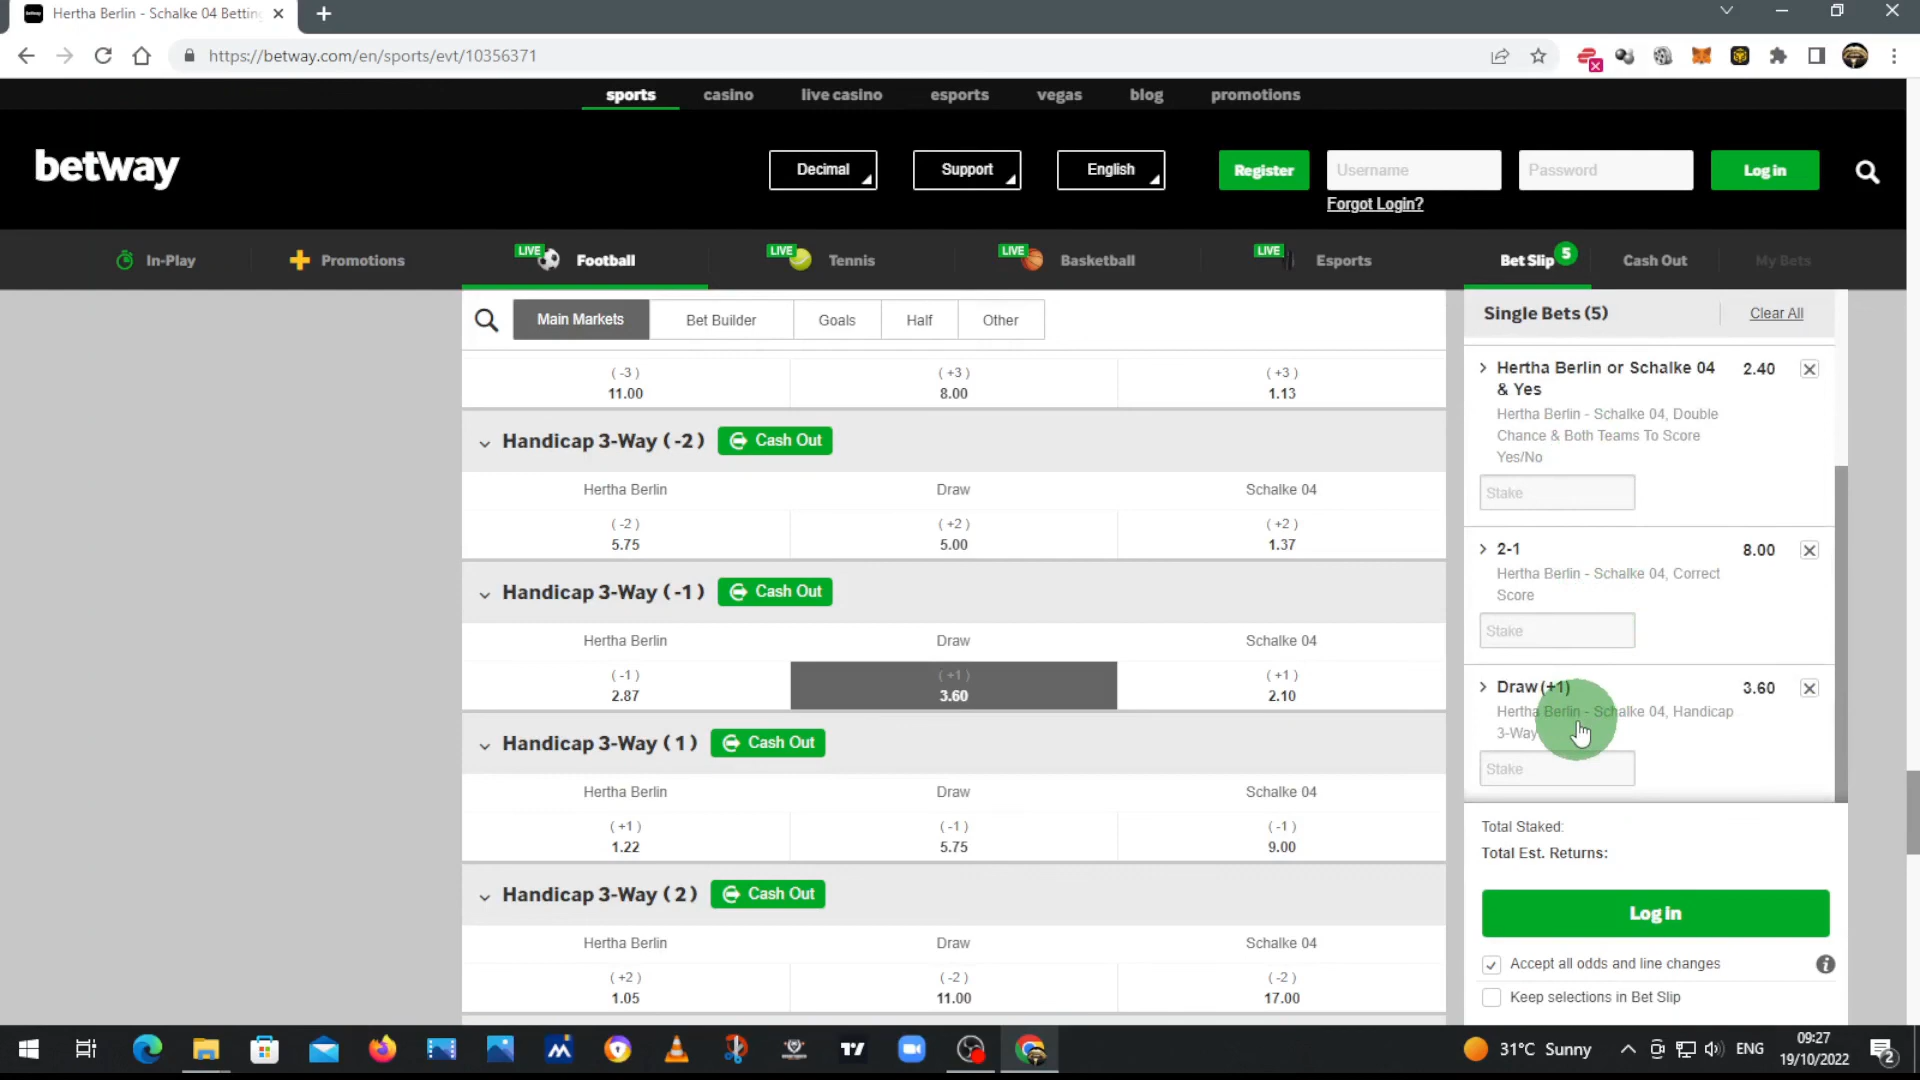 Hertha Berlin - Schalke 04 Betting
https://betway.com/en/sports/evt/10356371
sports casino live casino esports vegas blog promotions
betway
Decimal Support English Register Username Password Log in
Forgot Login?
In-Play Promotions LIVE Football LIVE Tennis LIVE Basketball LIVE Esports Bet Slip 5 Cash Out My Bets
Main Markets Bet Builder Goals Half Other
(-3) (+3) (+3)
11.00 8.00 1.13
Handicap 3-Way (-2) Cash Out
Hertha Berlin Draw Schalke 04
(-2) (+2) (+2)
5.75 5.00 1.37
Handicap 3-Way (-1) Cash Out
Hertha Berlin Draw Schalke 04
(-1) (+1) (+1)
2.87 3.60 2.10
Handicap 3-Way (1) Cash Out
Hertha Berlin Draw Schalke 04
(+1) (-1) (-1)
1.22 5.75 9.00
Handicap 3-Way (2) Cash Out
Hertha Berlin Draw Schalke 04
(+2) (-2) (-2)
1.05 11.00 17.00
Single Bets (5) Clear All
Hertha Berlin or Schalke 04 2.40
& Yes
Hertha Berlin - Schalke 04, Double
Chance & Both Teams To Score
Yes/No
Stake
2-1 8.00
Hertha Berlin - Schalke 04, Correct
Score
Stake
Draw (+1) 3.60
Hertha Berlin - Schalke 04, Handicap
3-Way
Stake
Total Staked:
Total Est. Returns:
Log in
Accept all odds and line changes
Keep selections in Bet Slip
31°C Sunny ENG 09:27
19/10/2022
2